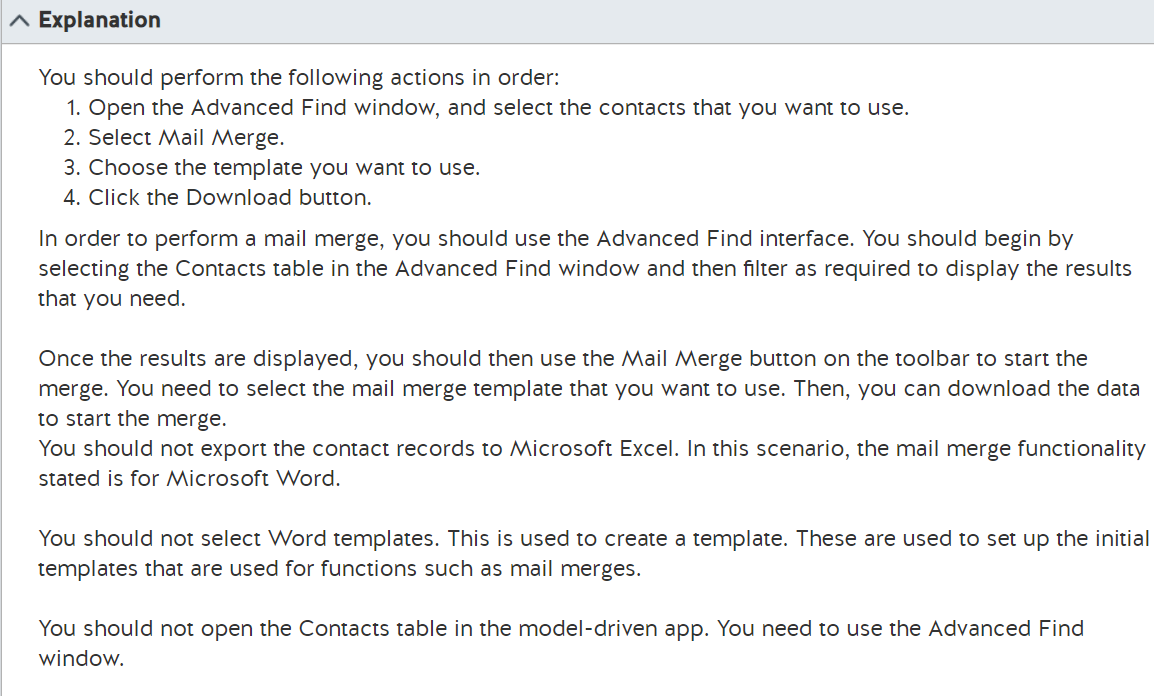 Explanation
You should perform the following actions in order:
1. Open the Advanced Find window, and select the contacts that you want to use.
2. Select Mail Merge.
3. Choose the template you want to use.
4. Click the Download button.
In order to perform a mail merge, you should use the Advanced Find interface. You should begin by
selecting the Contacts table in the Advanced Find window and then filter as required to display the results
that you need.
Once the results are displayed, you should then use the Mail Merge button on the toolbar to start the
merge. You need to select the mail merge template that you want to use. Then, you can download the data
to start the merge.
You should not export the contact records to Microsoft Excel. In this scenario, the mail merge functionality
stated is for Microsoft Word.
You should not select Word templates. This is used to create a template. These are used to set up the initial
templates that are used for functions such as mail merges.
You should not open the Contacts table in the model-driven app. You need to use the Advanced Find
window.